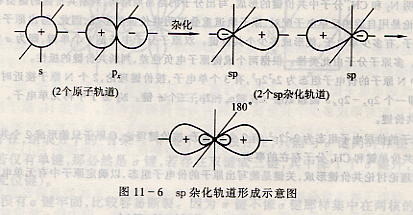 杂化
+ + − − + + −
s pₓ sp sp
(2个原子轨道) (2个sp杂化轨道)
180°
− + + −
图 11-6 sp 杂化轨道形成示意图